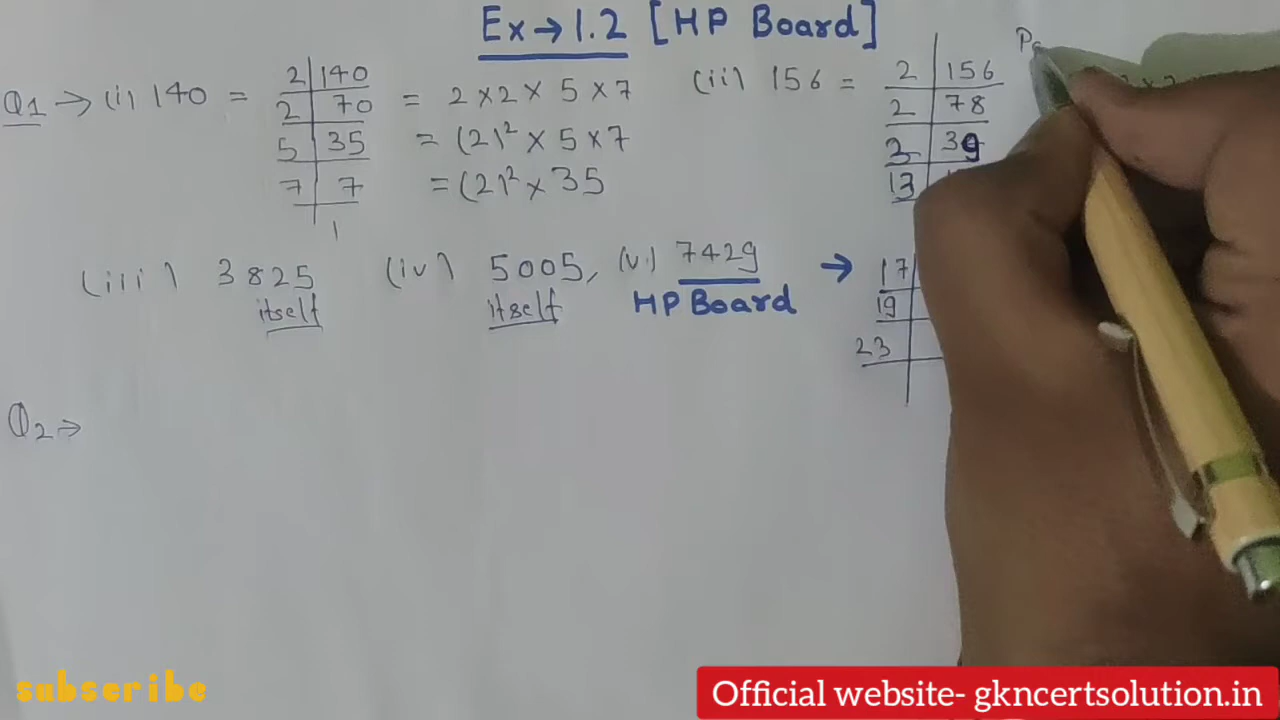 Ex→1.2 [HP Board]
Q1 → (i) 140 = 2 | 140 = 2 × 2 × 5 × 7
2 | 70 = (2)² × 5 × 7
5 | 35 = (2)² × 35
7 | 7
1
(ii) 156 = 2 | 156
2 | 78
3 | 39
13
(iii) 3825 (iv) 5005, (v) 7429 → 17
itself itself HP Board 19
23
Q2 →
subscribe
Official website- gkncertsolution.in